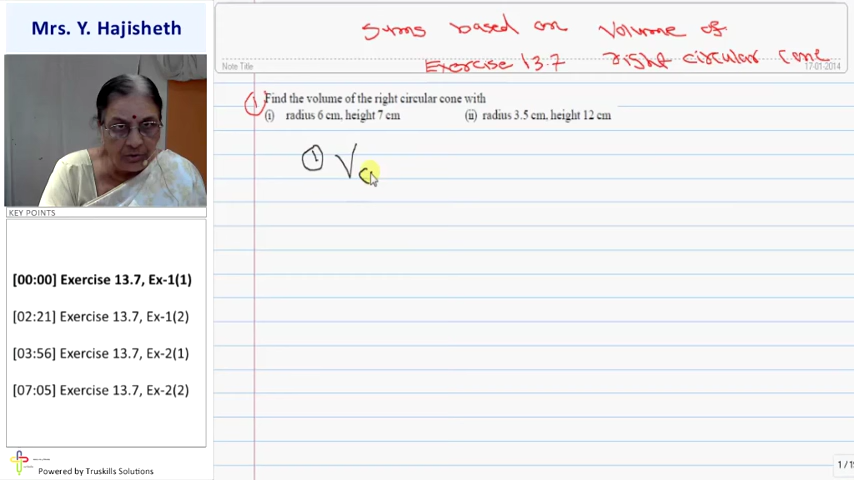 Mrs. Y. Hajisheth
Sums based on Volume of
Exercise 13.7 right circular cone
Note Title
17-01-2014
1 Find the volume of the right circular cone with
(i) radius 6 cm, height 7 cm (ii) radius 3.5 cm, height 12 cm
1 V
KEY POINTS
[00:00] Exercise 13.7, Ex-1(1)
[02:21] Exercise 13.7, Ex-1(2)
[03:56] Exercise 13.7, Ex-2(1)
[07:05] Exercise 13.7, Ex-2(2)
Powered by Truskills Solutions